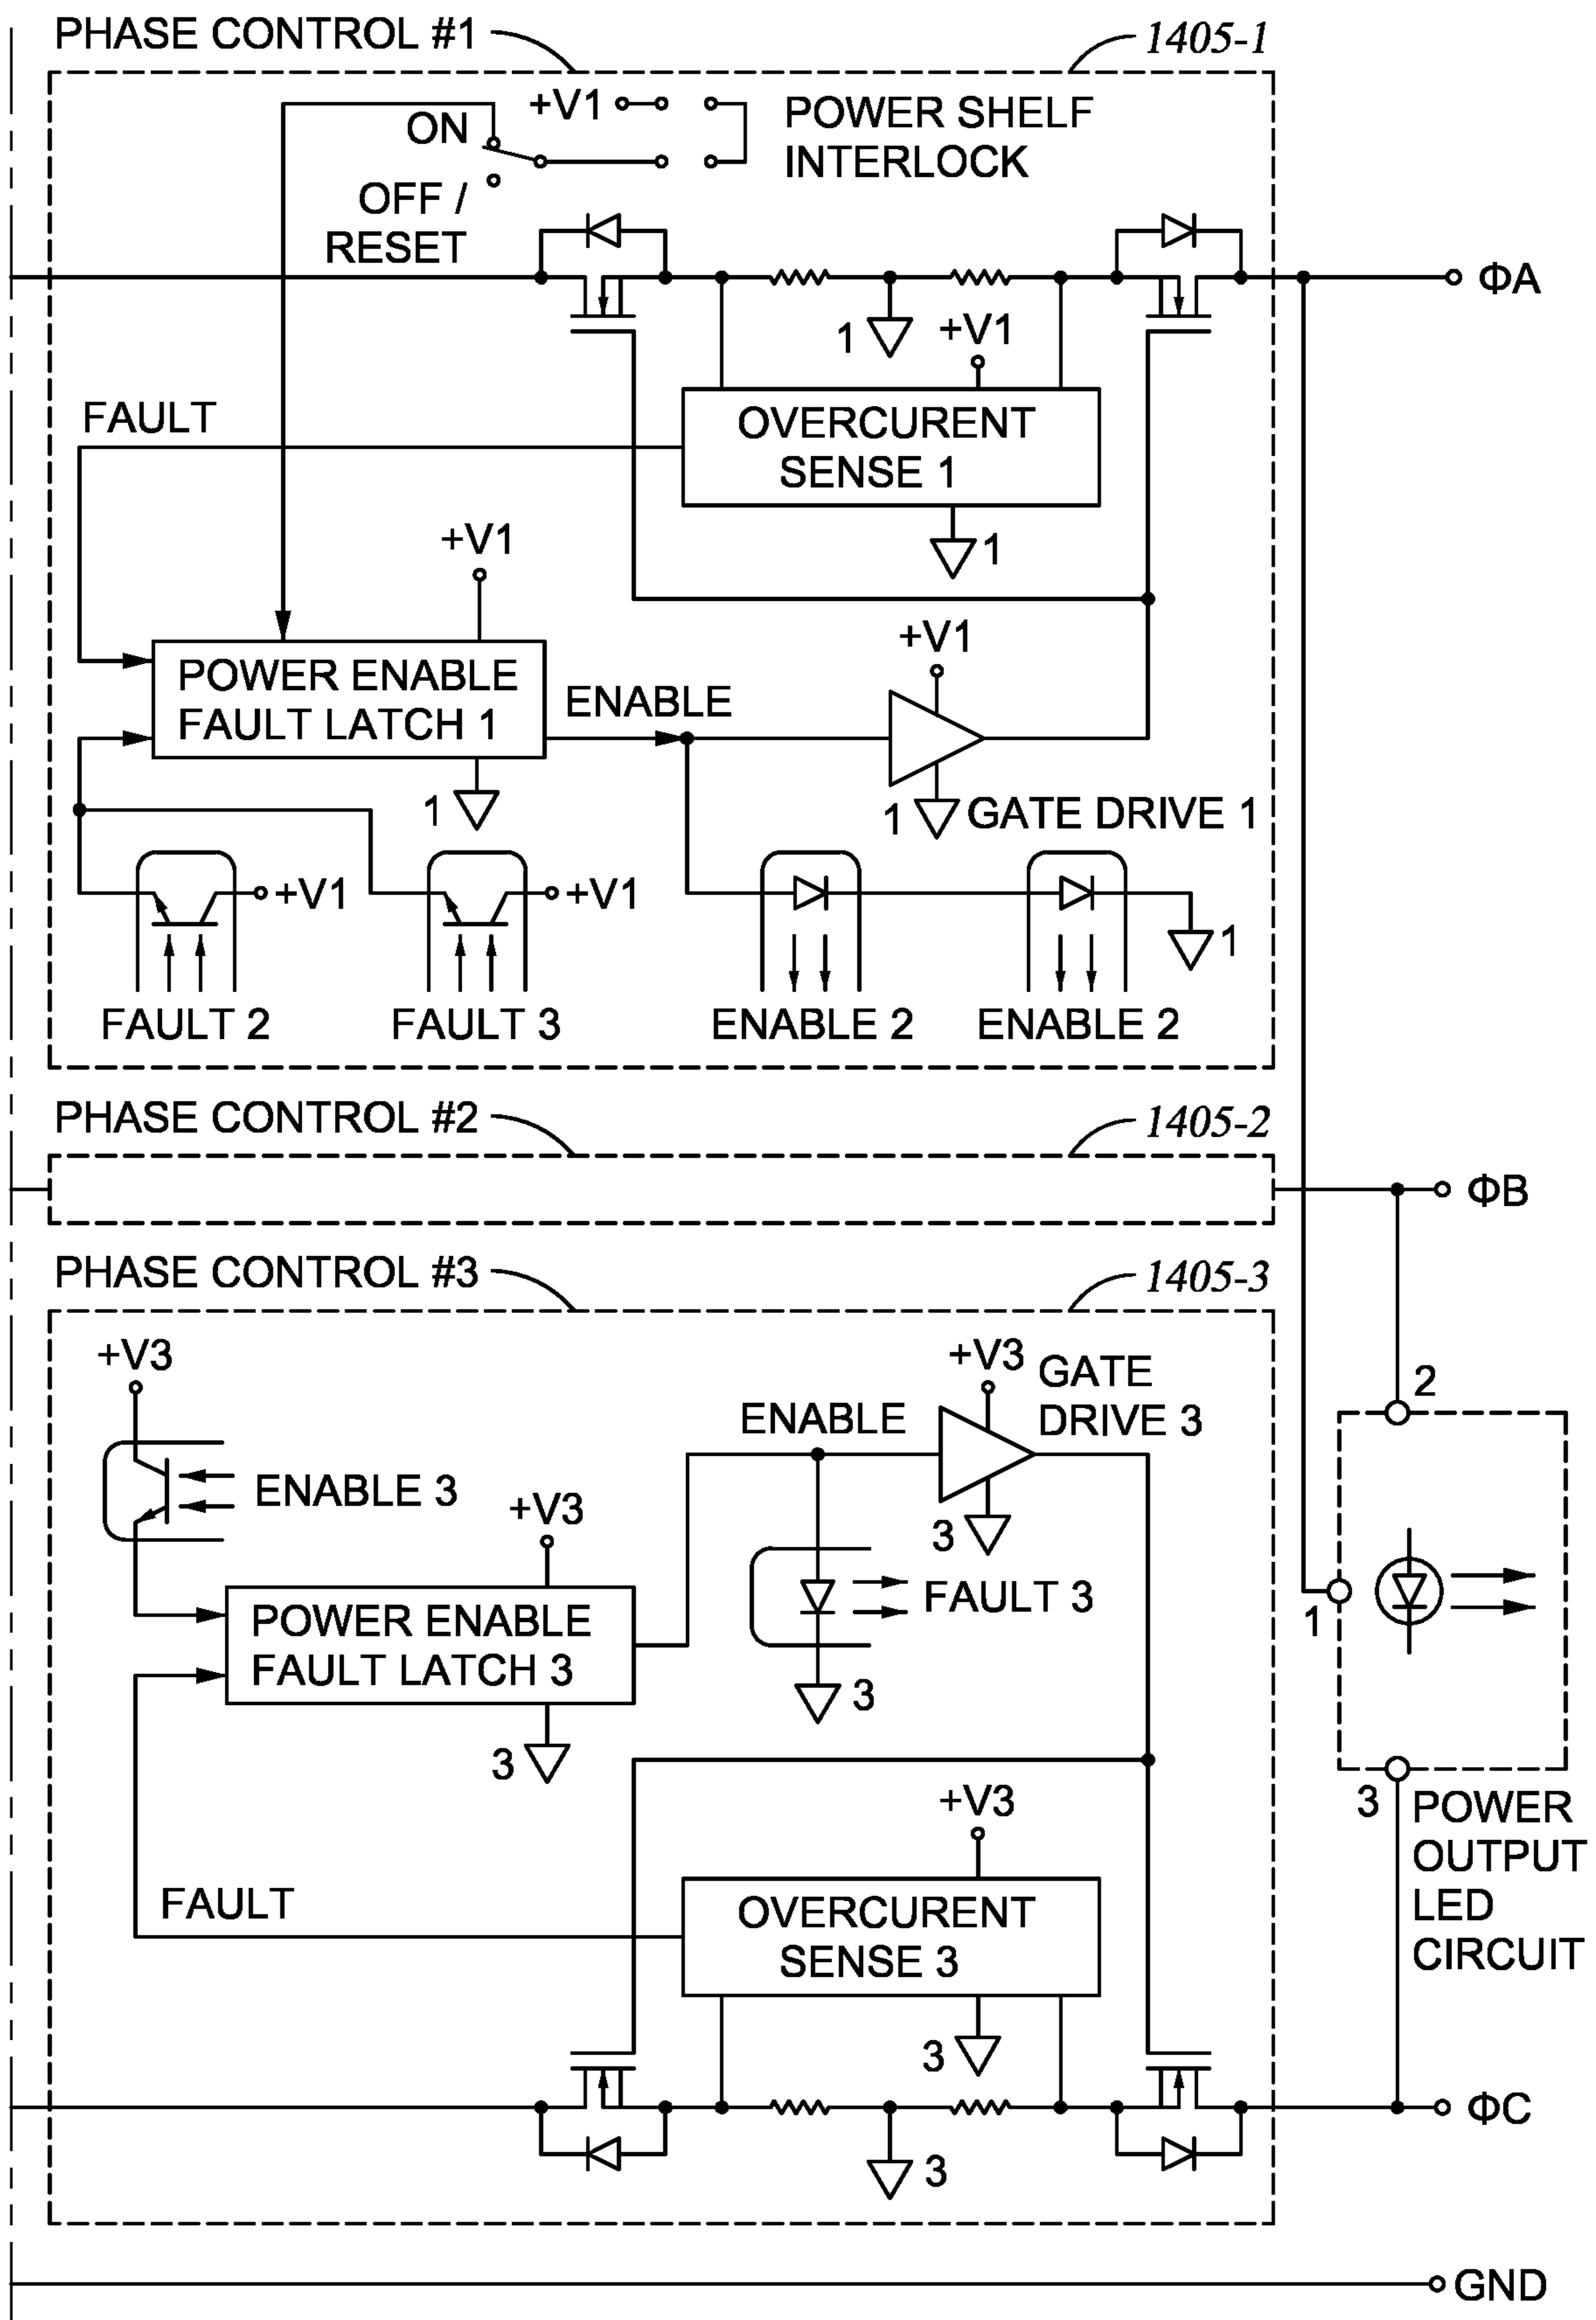 PHASE CONTROL #1
1405-1
+V1
POWER SHELF
INTERLOCK
ON
OFF /
RESET
ΦA
1
+V1
FAULT
OVERCURENT
SENSE 1
1
+V1
+V1
POWER ENABLE
FAULT LATCH 1
ENABLE
1
1
GATE DRIVE 1
+V1
+V1
1
FAULT 2
FAULT 3
ENABLE 2
ENABLE 2
PHASE CONTROL #2
1405-2
ΦB
PHASE CONTROL #3
1405-3
+V3
+V3
GATE
DRIVE 3
2
ENABLE
ENABLE 3
+V3
3
FAULT 3
1
POWER ENABLE
FAULT LATCH 3
3
3
+V3
3
POWER
OUTPUT
LED
CIRCUIT
FAULT
OVERCURENT
SENSE 3
3
ΦC
3
GND